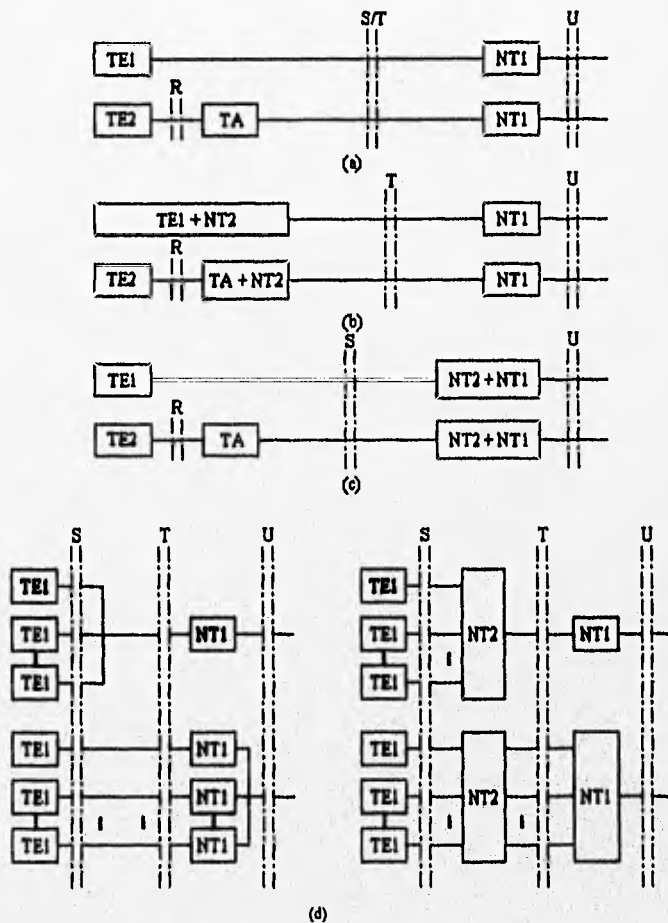 S/T U
TE1 NT1
R
TE2 TA NT1
(a)
T U
TE1 + NT2 NT1
R
TE2 TA + NT2 NT1
(b)
S U
TE1 NT2 + NT1
R
TE2 TA NT2 + NT1
(c)
S T U S T U
TE1 TE1
TE1 NT1 TE1 NT2 NT1
TE1 TE1
TE1 NT1 TE1
TE1 NT1 TE1 NT2 NT1
TE1 NT1 TE1
(d)